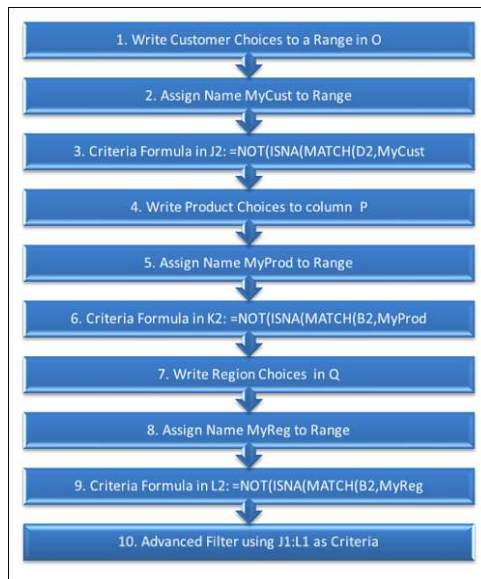 1. Write Customer Choices to a Range in O
2. Assign Name MyCust to Range
3. Criteria Formula in J2: =NOT(ISNA(MATCH(D2,MyCust
4. Write Product Choices to column P
5. Assign Name MyProd to Range
6. Criteria Formula in K2: =NOT(ISNA(MATCH(B2,MyProd
7. Write Region Choices in Q
8. Assign Name MyReg to Range
9. Criteria Formula in L2: =NOT(ISNA(MATCH(B2,MyReg
10. Advanced Filter using J1:L1 as Criteria